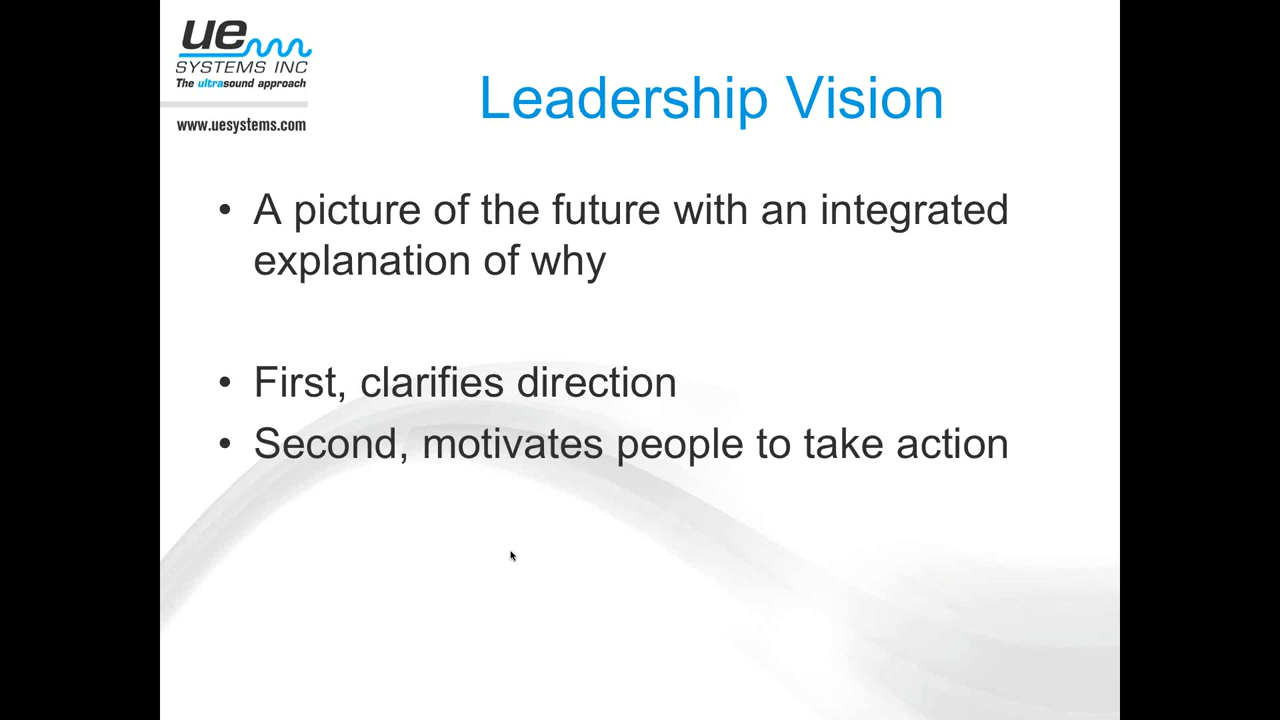 ue
SYSTEMS INC
The ultrasound approach
www.uesystems.com
Leadership Vision
• A picture of the future with an integrated
explanation of why
• First, clarifies direction
• Second, motivates people to take action